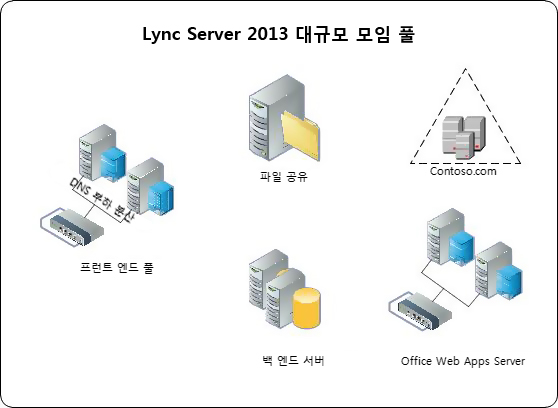 Lync Server 2013 대규모 모임 풀
파일 공유
Contoso.com
DNS 부하 분산
프런트 엔드 풀
백 엔드 서버
Office Web Apps Server